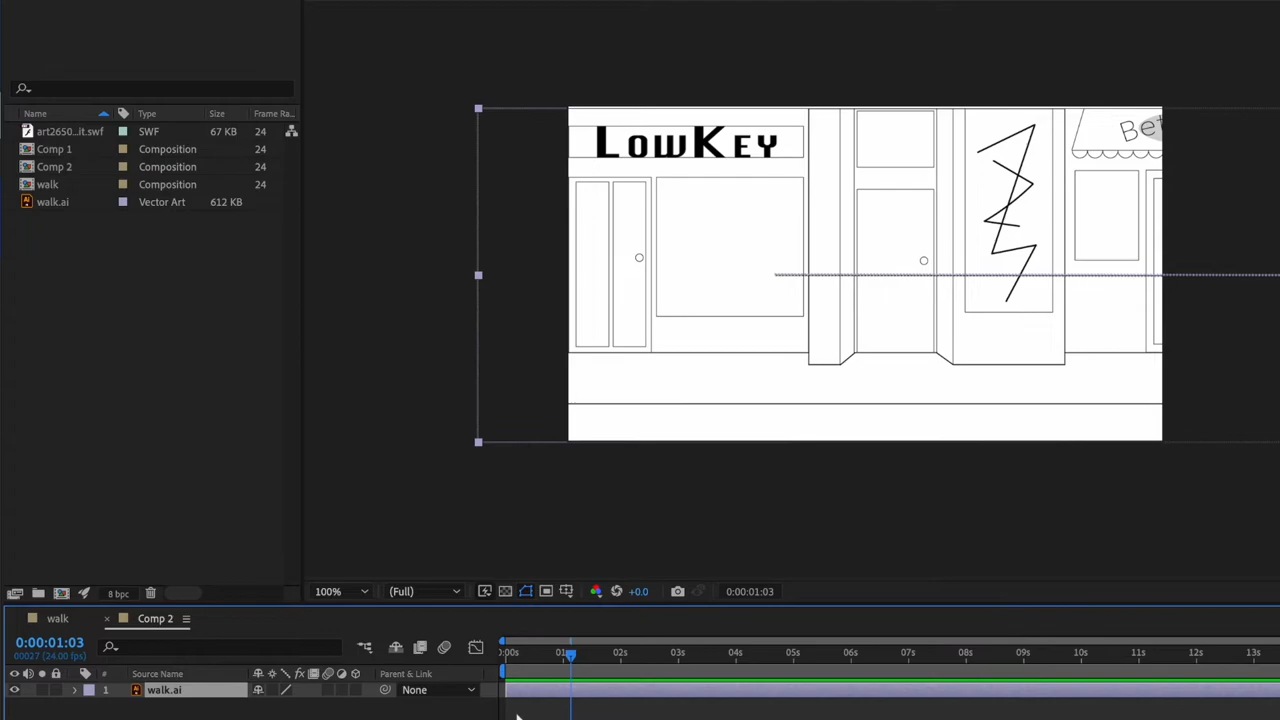 LowKey
Bet
Name Type Size Frame Ra...
art2650...it.swf SWF 67 KB 24
Comp 1 Composition 24
Comp 2 Composition 24
walk Composition 24
walk.ai Vector Art 612 KB
8 bpc
100% (Full) +0.0 0:00:01:03
walk × Comp 2
0:00:01:03
00027 (24.00 fps)
:00s 01 02s 03s 04s 05s 06s 07s 08s 09s 10s 11s 12s 13s
# Source Name Parent & Link
1 walk.ai None